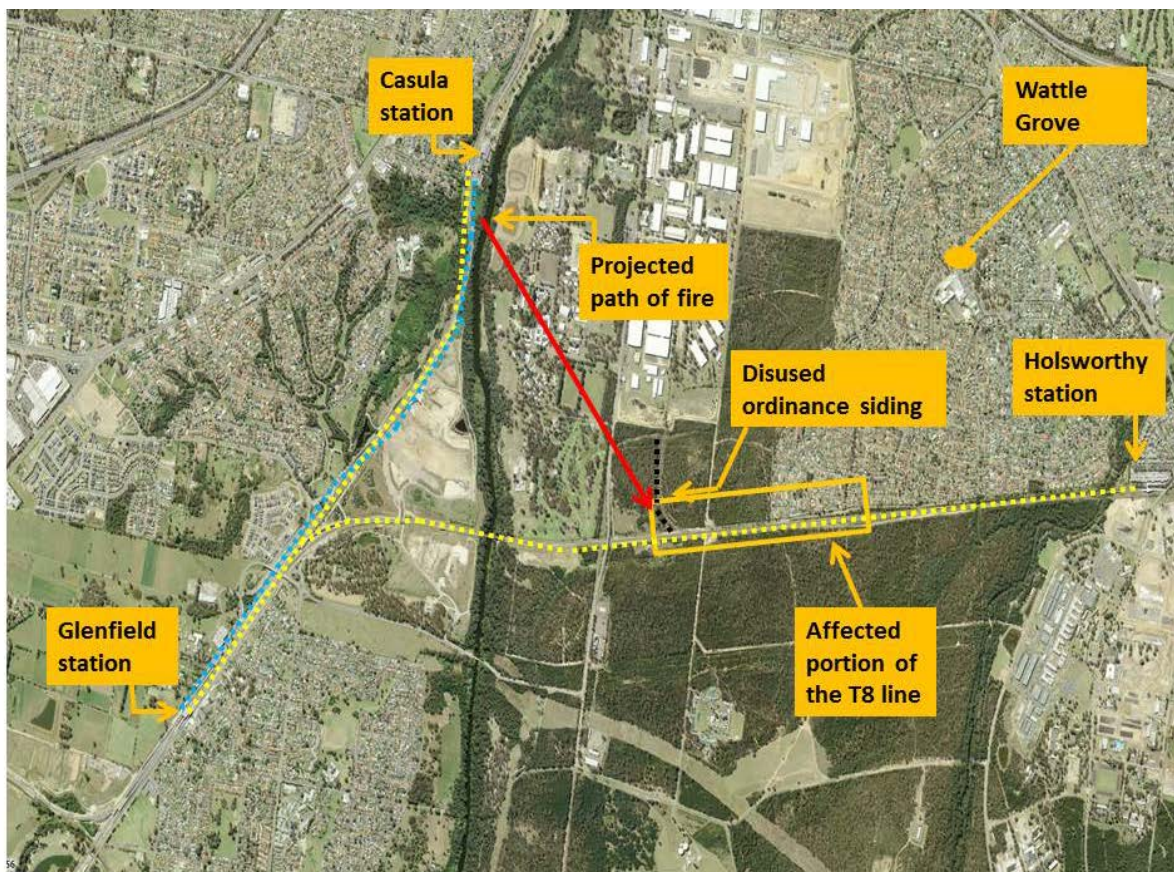 Casula
station
Wattle
Grove
Projected
path of fire
Disused
ordinance siding
Holsworthy
station
Glenfield
station
Affected
portion of
the T8 line
56